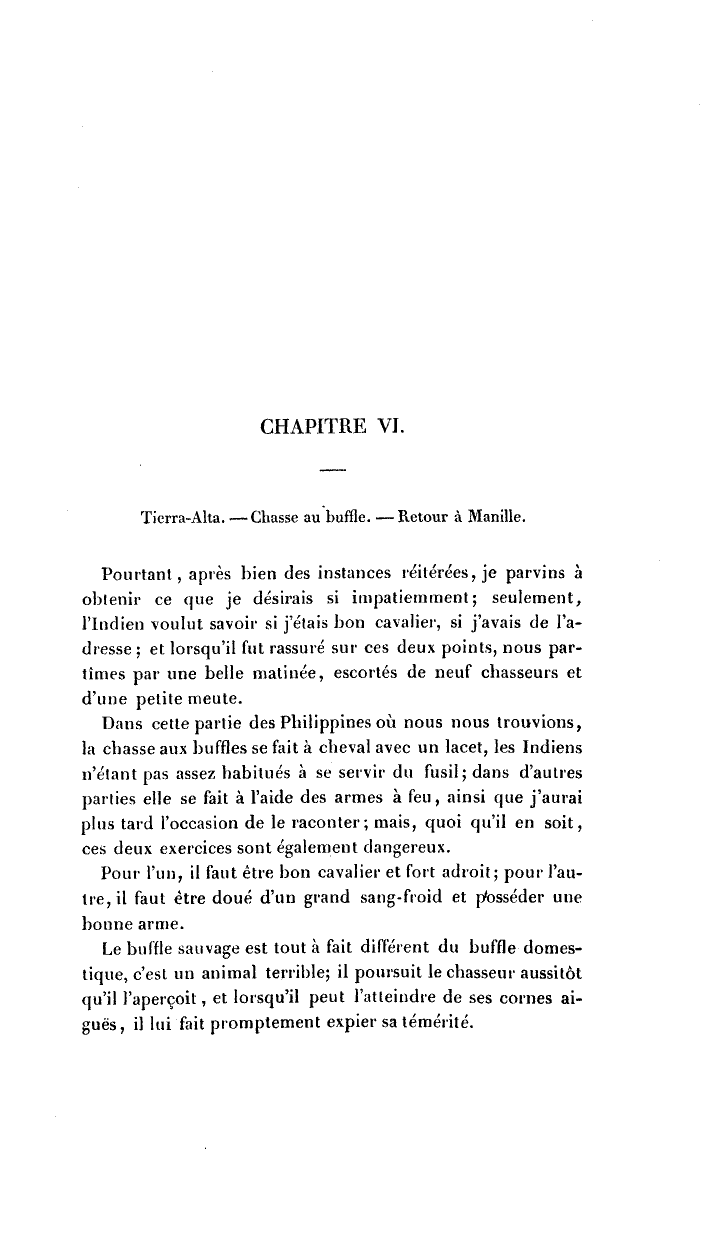 CHAPITRE VI.
Tierra-Alta. — Chasse au buffle. — Retour à Manille.
Pourtant, après bien des instances réitérées, je parvins à
obtenir ce que je désirais si impatiemment; seulement,
l'Indien voulut savoir si j'étais bon cavalier, si j'avais de l'a-
dresse; et lorsqu'il fut rassuré sur ces deux points, nous par-
tîmes par une belle matinée, escortés de neuf chasseurs et
d'une petite meute.
Dans cette partie des Philippines où nous nous trouvions,
la chasse aux buffles se fait à cheval avec un lacet, les Indiens
n'étant pas assez habitués à se servir du fusil; dans d'autres
parties elle se fait à l'aide des armes à feu, ainsi que j'aurai
plus tard l'occasion de le raconter; mais, quoi qu'il en soit,
ces deux exercices sont également dangereux.
Pour l'un, il faut être bon cavalier et fort adroit; pour l'au-
tre, il faut être doué d'un grand sang-froid et posséder une
bonne arme.
Le buffle sauvage est tout à fait différent du buffle domes-
tique, c'est un animal terrible; il poursuit le chasseur aussitôt
qu'il l'aperçoit, et lorsqu'il peut l'atteindre de ses cornes ai-
guës, il lui fait promptement expier sa témérité.